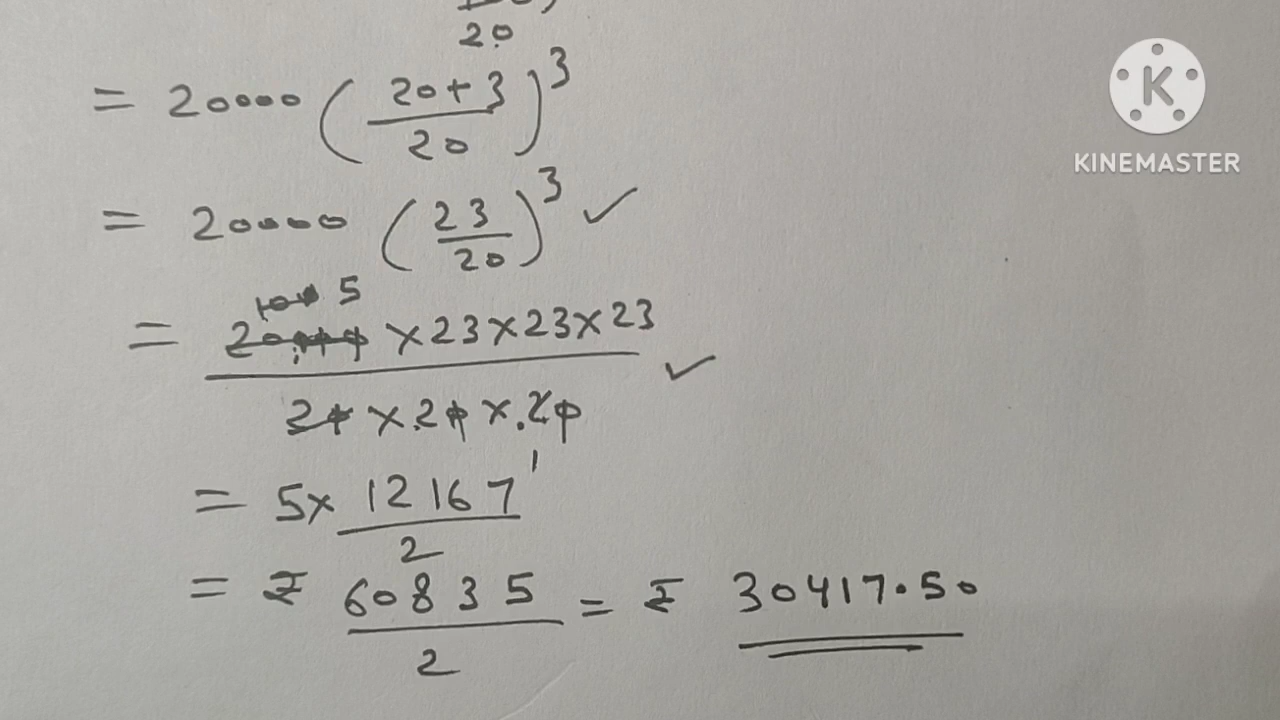 20
= 20000 ( 20+3 / 20 )³
K
KINEMASTER
= 20000 ( 23 / 20 )³ ✓
5
= 20000 × 23 × 23 × 23 ✓
20 × 20 × 20
= 5 × 12167 / 2
= ₹ 60835 / 2 = ₹ 30417.50